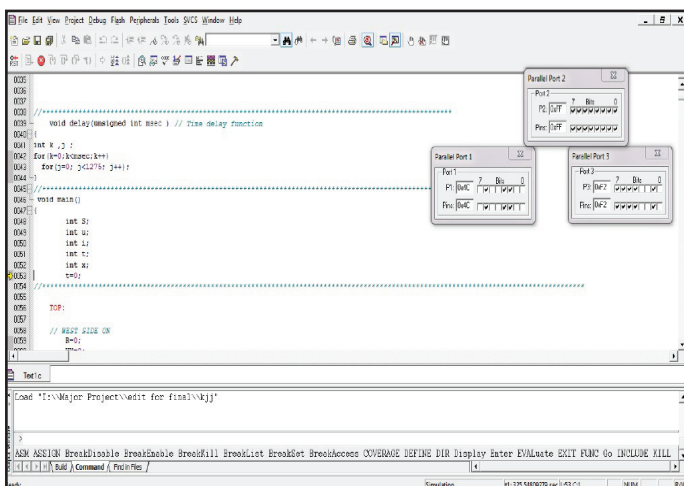 File Edit View Project Debug Flash Peripherals Tools SVCS Window Help
0035
0036
0037
0038 //************************************************************
0039 void delay(unsigned int msec ) // Time delay function
0040 {
0041 int k ,j ;
0042 for(k=0;k<msec;k++)
0043 for(j=0; j<1275; j++);
0044 }
0045 //************************************************************
0046 void main()
0047 {
0048 int S;
0049 int u;
0050 int i;
0051 int t;
0052 int x;
0053 t=0;
0054 //************************************************************
0055
0056 TOP:
0057
0058 // WEST SIDE ON
0059 R=0;
Parallel Port 2
Port 2
P2: 0xFF 7 Bits 0
Pins: 0xFF
Parallel Port 1
Port 1
P1: 0x4C 7 Bits 0
Pins: 0x4C
Parallel Port 3
Port 3
P3: 0xF2 7 Bits 0
Pins: 0xF2
Load "I:\\Major Project\\edit for final\\kjj"
>
ASM ASSIGN BreakDisable BreakEnable BreakKill BreakList BreakSet BreakAccess COVERAGE DEFINE DIR Display Enter EVALuate EXIT FUNC Go INCLUDE KILL
Build Command Find in Files
Simulation
L:53 C:1 NUM